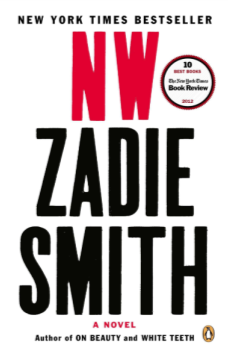 NEW YORK TIMES BESTSELLER
NW
10
BEST BOOKS
The New York Times
Book Review
2012
ZADIE
SMITH
A NOVEL
Author of ON BEAUTY and WHITE TEETH